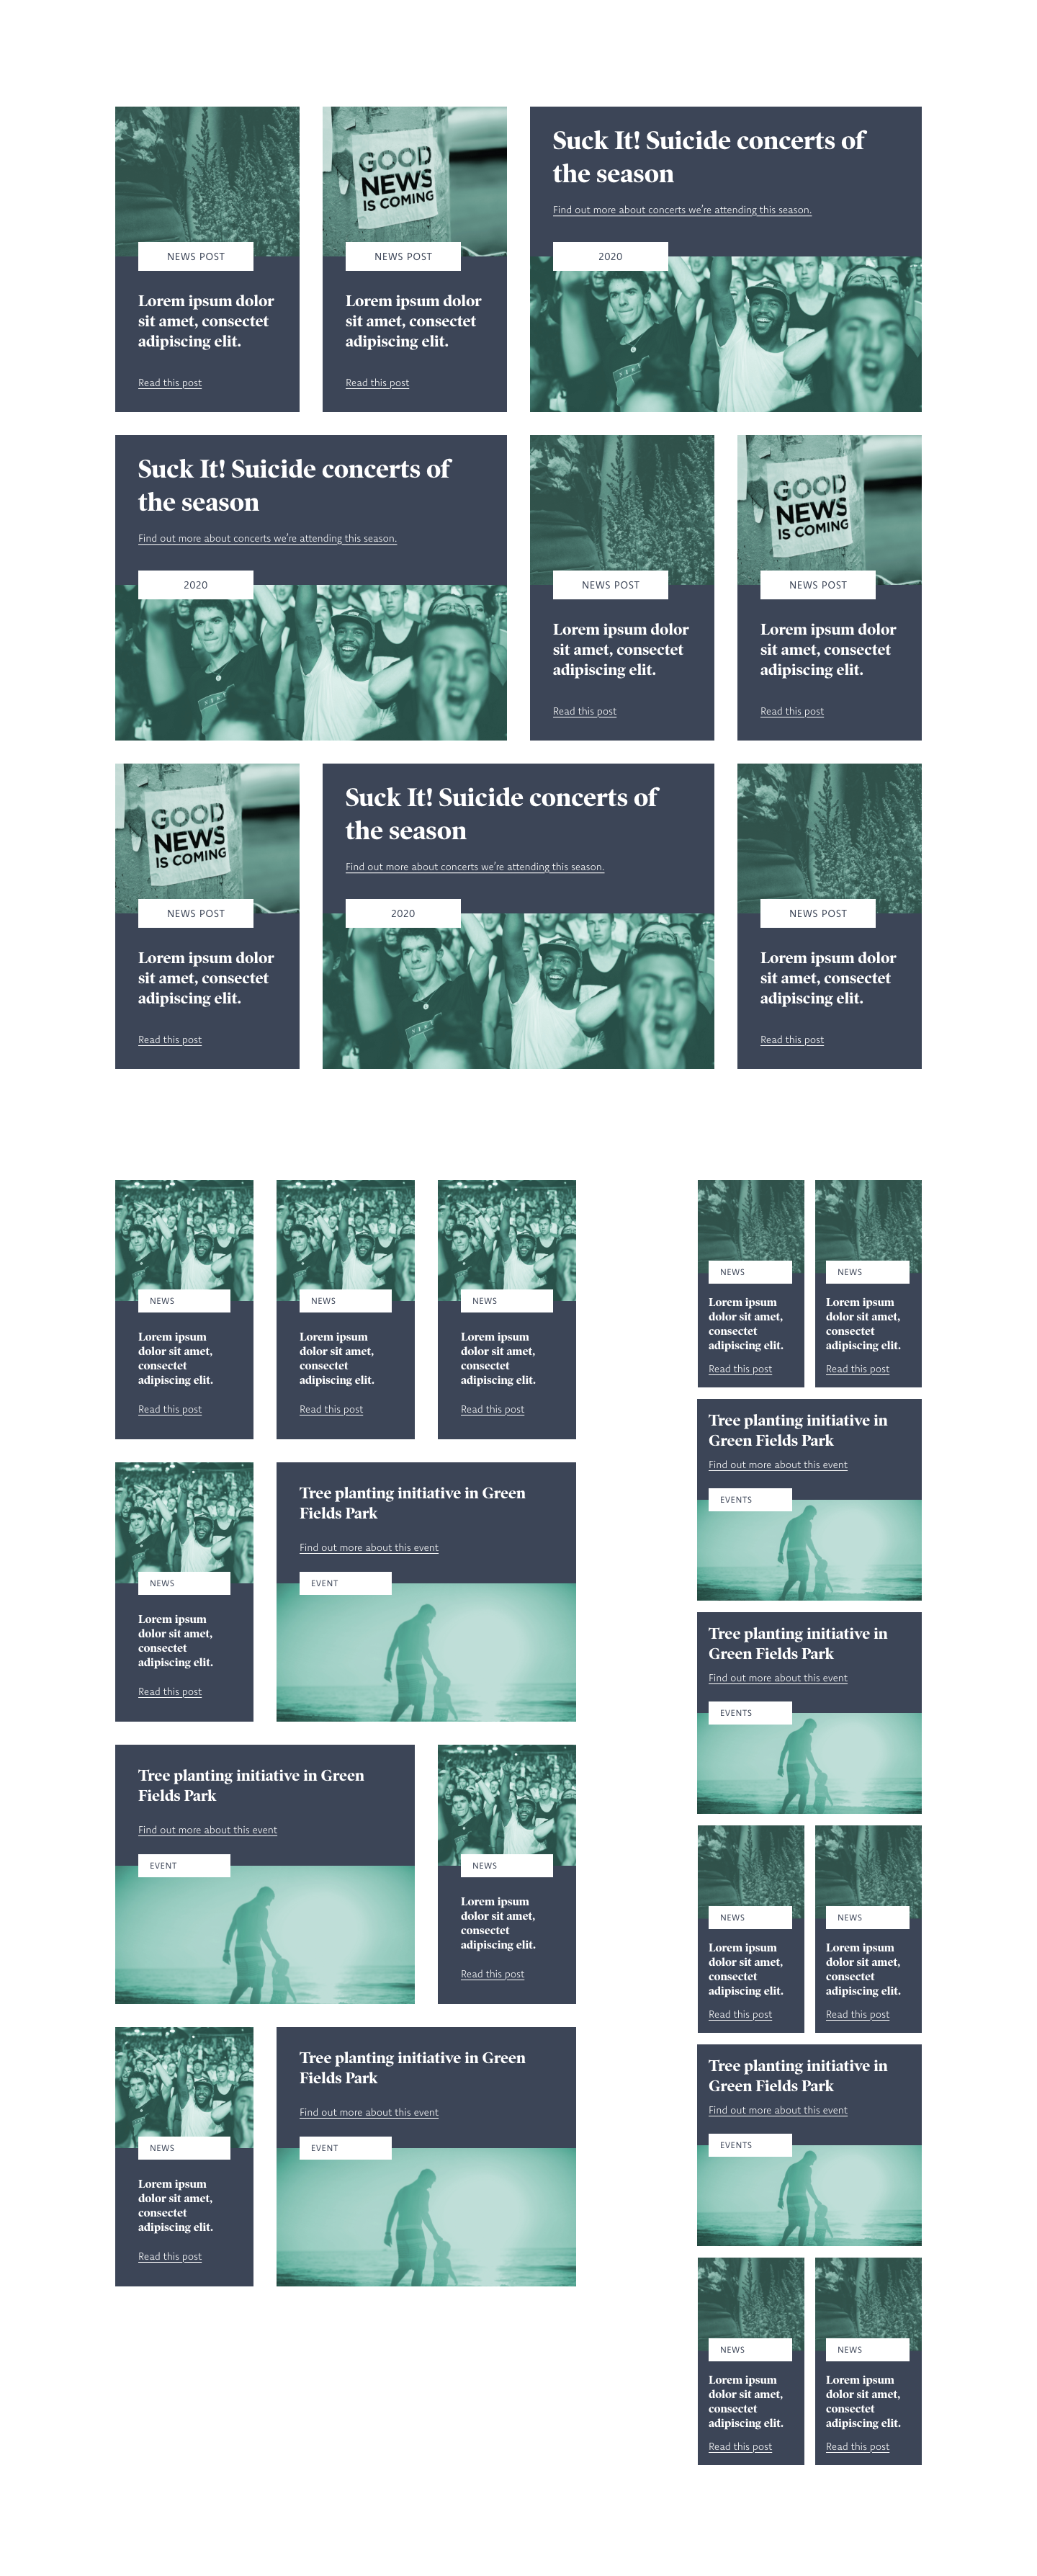 GOOD
NEWS
IS COMING
NEWS POST
Lorem ipsum dolor
sit amet, consectet
adipiscing elit.
Read this post
NEWS POST
Lorem ipsum dolor
sit amet, consectet
adipiscing elit.
Read this post
Suck It! Suicide concerts of
the season
Find out more about concerts we're attending this season.
2020
Suck It! Suicide concerts of
the season
Find out more about concerts we're attending this season.
2020
NEWS POST
Lorem ipsum dolor
sit amet, consectet
adipiscing elit.
Read this post
GOOD
NEWS
IS COMING
NEWS POST
Lorem ipsum dolor
sit amet, consectet
adipiscing elit.
Read this post
GOOD
NEWS
IS COMING
NEWS POST
Lorem ipsum dolor
sit amet, consectet
adipiscing elit.
Read this post
Suck It! Suicide concerts of
the season
Find out more about concerts we're attending this season.
2020
NEWS POST
Lorem ipsum dolor
sit amet, consectet
adipiscing elit.
Read this post
NEWS
Lorem ipsum
dolor sit amet,
consectet
adipiscing elit.
Read this post
NEWS
Lorem ipsum
dolor sit amet,
consectet
adipiscing elit.
Read this post
NEWS
Lorem ipsum
dolor sit amet,
consectet
adipiscing elit.
Read this post
NEWS
Lorem ipsum
dolor sit amet,
consectet
adipiscing elit.
Read this post
Tree planting initiative in Green
Fields Park
Find out more about this event
EVENT
Tree planting initiative in Green
Fields Park
Find out more about this event
EVENT
NEWS
Lorem ipsum
dolor sit amet,
consectet
adipiscing elit.
Read this post
NEWS
Lorem ipsum
dolor sit amet,
consectet
adipiscing elit.
Read this post
Tree planting initiative in Green
Fields Park
Find out more about this event
EVENT
NEWS
Lorem ipsum
dolor sit amet,
consectet
adipiscing elit.
Read this post
NEWS
Lorem ipsum
dolor sit amet,
consectet
adipiscing elit.
Read this post
Tree planting initiative in
Green Fields Park
Find out more about this event
EVENTS
Tree planting initiative in
Green Fields Park
Find out more about this event
EVENTS
NEWS
Lorem ipsum
dolor sit amet,
consectet
adipiscing elit.
Read this post
NEWS
Lorem ipsum
dolor sit amet,
consectet
adipiscing elit.
Read this post
Tree planting initiative in
Green Fields Park
Find out more about this event
EVENTS
NEWS
Lorem ipsum
dolor sit amet,
consectet
adipiscing elit.
Read this post
NEWS
Lorem ipsum
dolor sit amet,
consectet
adipiscing elit.
Read this post